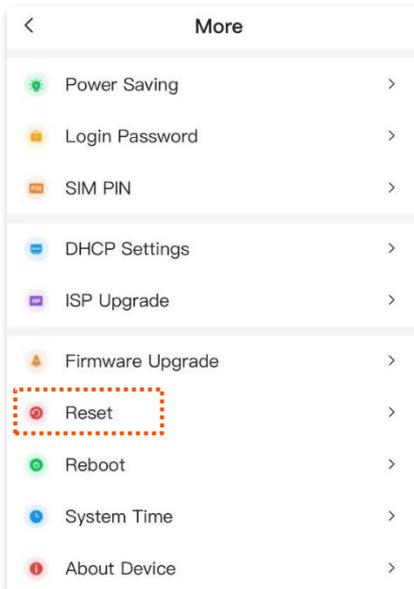 More
Power Saving
Login Password
SIM PIN
DHCP Settings
ISP Upgrade
Firmware Upgrade
Reset
Reboot
System Time
About Device